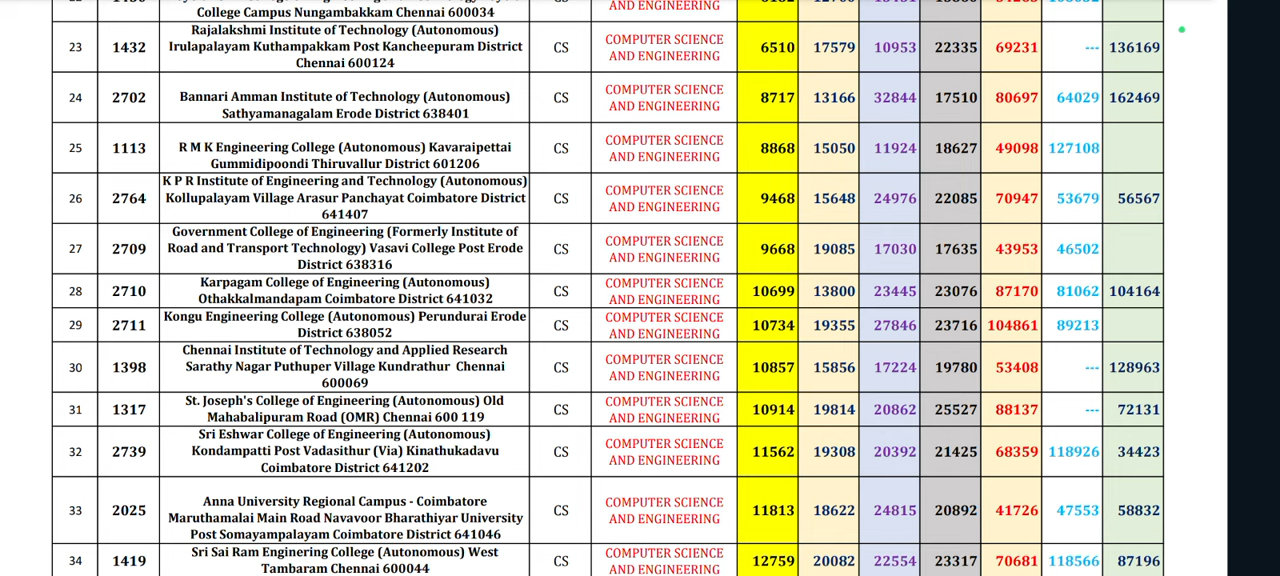 College Campus Nungambakkam Chennai 600034
AND ENGINEERING
23 1432 Rajalakshmi Institute of Technology (Autonomous) Irulapalayam Kuthampakkam Post Kancheepuram District Chennai 600124 CS COMPUTER SCIENCE AND ENGINEERING 6510 17579 10953 22335 69231 --- 136169
24 2702 Bannari Amman Institute of Technology (Autonomous) Sathyamanagalam Erode District 638401 CS COMPUTER SCIENCE AND ENGINEERING 8717 13166 32844 17510 80697 64029 162469
25 1113 R M K Engineering College (Autonomous) Kavaraipettai Gummidipoondi Thiruvallur District 601206 CS COMPUTER SCIENCE AND ENGINEERING 8868 15050 11924 18627 49098 127108
26 2764 K P R Institute of Engineering and Technology (Autonomous) Kollupalayam Village Arasur Panchayat Coimbatore District 641407 CS COMPUTER SCIENCE AND ENGINEERING 9468 15648 24976 22085 70947 53679 56567
27 2709 Government College of Engineering (Formerly Institute of Road and Transport Technology) Vasavi College Post Erode District 638316 CS COMPUTER SCIENCE AND ENGINEERING 9668 19085 17030 17635 43953 46502
28 2710 Karpagam College of Engineering (Autonomous) Othakkalmandapam Coimbatore District 641032 CS COMPUTER SCIENCE AND ENGINEERING 10699 13800 23445 23076 87170 81062 104164
29 2711 Kongu Engineering College (Autonomous) Perundurai Erode District 638052 CS COMPUTER SCIENCE AND ENGINEERING 10734 19355 27846 23716 104861 89213
30 1398 Chennai Institute of Technology and Applied Research Sarathy Nagar Puthuper Village Kundrathur Chennai 600069 CS COMPUTER SCIENCE AND ENGINEERING 10857 15856 17224 19780 53408 --- 128963
31 1317 St. Joseph's College of Engineering (Autonomous) Old Mahabalipuram Road (OMR) Chennai 600 119 CS COMPUTER SCIENCE AND ENGINEERING 10914 19814 20862 25527 88137 --- 72131
32 2739 Sri Eshwar College of Engineering (Autonomous) Kondampatti Post Vadasithur (Via) Kinathukadavu Coimbatore District 641202 CS COMPUTER SCIENCE AND ENGINEERING 11562 19308 20392 21425 68359 118926 34423
33 2025 Anna University Regional Campus - Coimbatore Maruthamalai Main Road Navavoor Bharathiyar University Post Somayampalayam Coimbatore District 641046 CS COMPUTER SCIENCE AND ENGINEERING 11813 18622 24815 20892 41726 47553 58832
34 1419 Sri Sai Ram Enginering College (Autonomous) West Tambaram Chennai 600044 CS COMPUTER SCIENCE AND ENGINEERING 12759 20082 22554 23317 70681 118566 87196